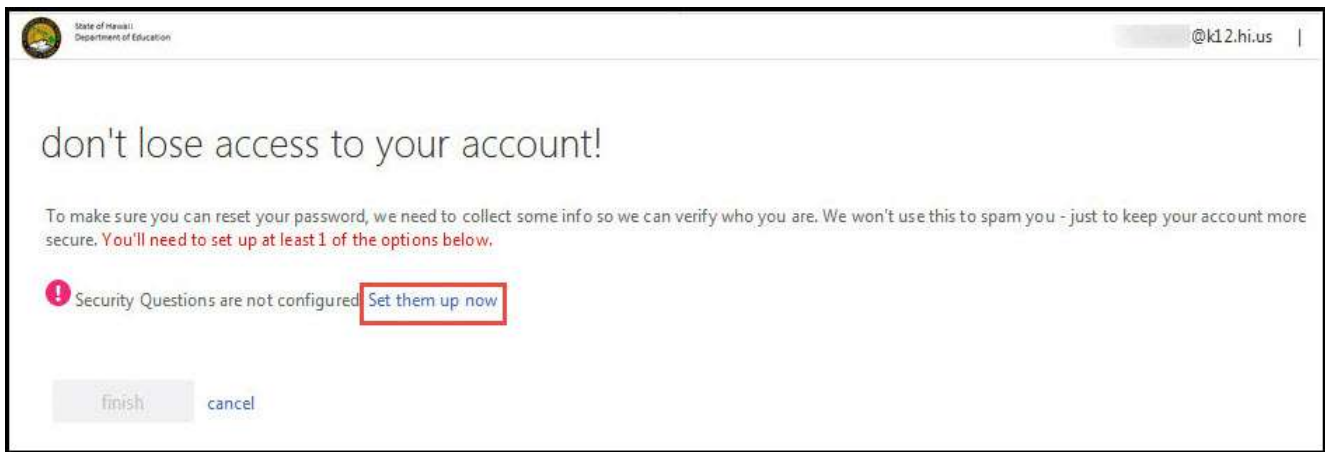 State of Hawaii
Department of Education
@k12.hi.us |
don't lose access to your account!
To make sure you can reset your password, we need to collect some info so we can verify who you are. We won't use this to spam you - just to keep your account more
secure. You'll need to set up at least 1 of the options below.
! Security Questions are not configured Set them up now
finish cancel